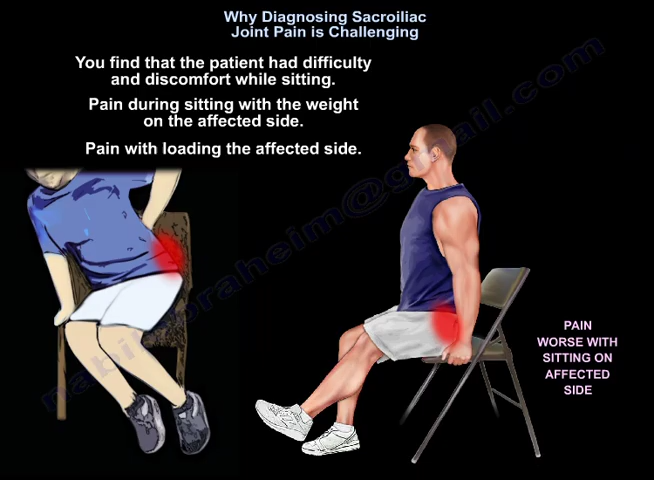 Why Diagnosing Sacroiliac
Joint Pain is Challenging
You find that the patient had difficulty
and discomfort while sitting.
Pain during sitting with the weight
on the affected side.
Pain with loading the affected side.
PAIN
WORSE WITH
SITTING ON
AFFECTED
SIDE